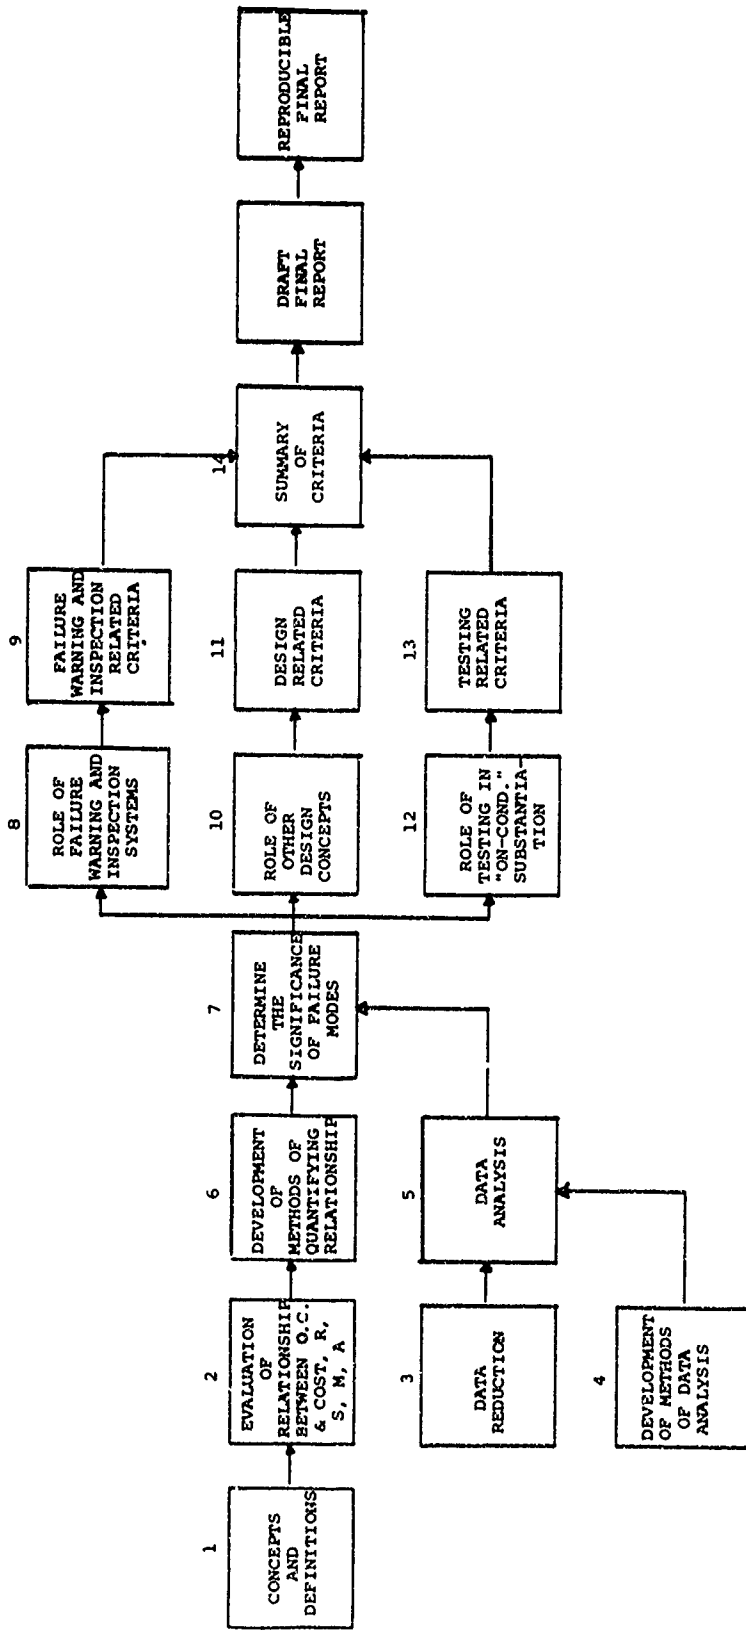 1
CONCEPTS
AND
DEFINITIONS
2
EVALUATION
OF
RELATIONSHIP
BETWEEN O.C.
& COST, R,
S, M, A
3
DATA
REDUCTION
4
DEVELOPMENT
OF METHODS
OF DATA
ANALYSIS
5
DATA
ANALYSIS
6
DEVELOPMENT
OF
METHODS OF
QUANTIFYING
RELATIONSHIP
7
DETERMINE
THE
SIGNIFICANCE
OF FAILURE
MODES
8
ROLE OF
FAILURE
WARNING AND
INSPECTION
SYSTEMS
9
FAILURE
WARNING AND
INSPECTION
RELATED
CRITERIA
10
ROLE OF
OTHER
DESIGN
CONCEPTS
11
DESIGN
RELATED
CRITERIA
12
ROLE OF
TESTING IN
"ON-COND."
SUBSTANTIA-
TION
13
TESTING
RELATED
CRITERIA
14
SUMMARY
OF
CRITERIA
DRAFT
FINAL
REPORT
REPRODUCIBLE
FINAL
REPORT